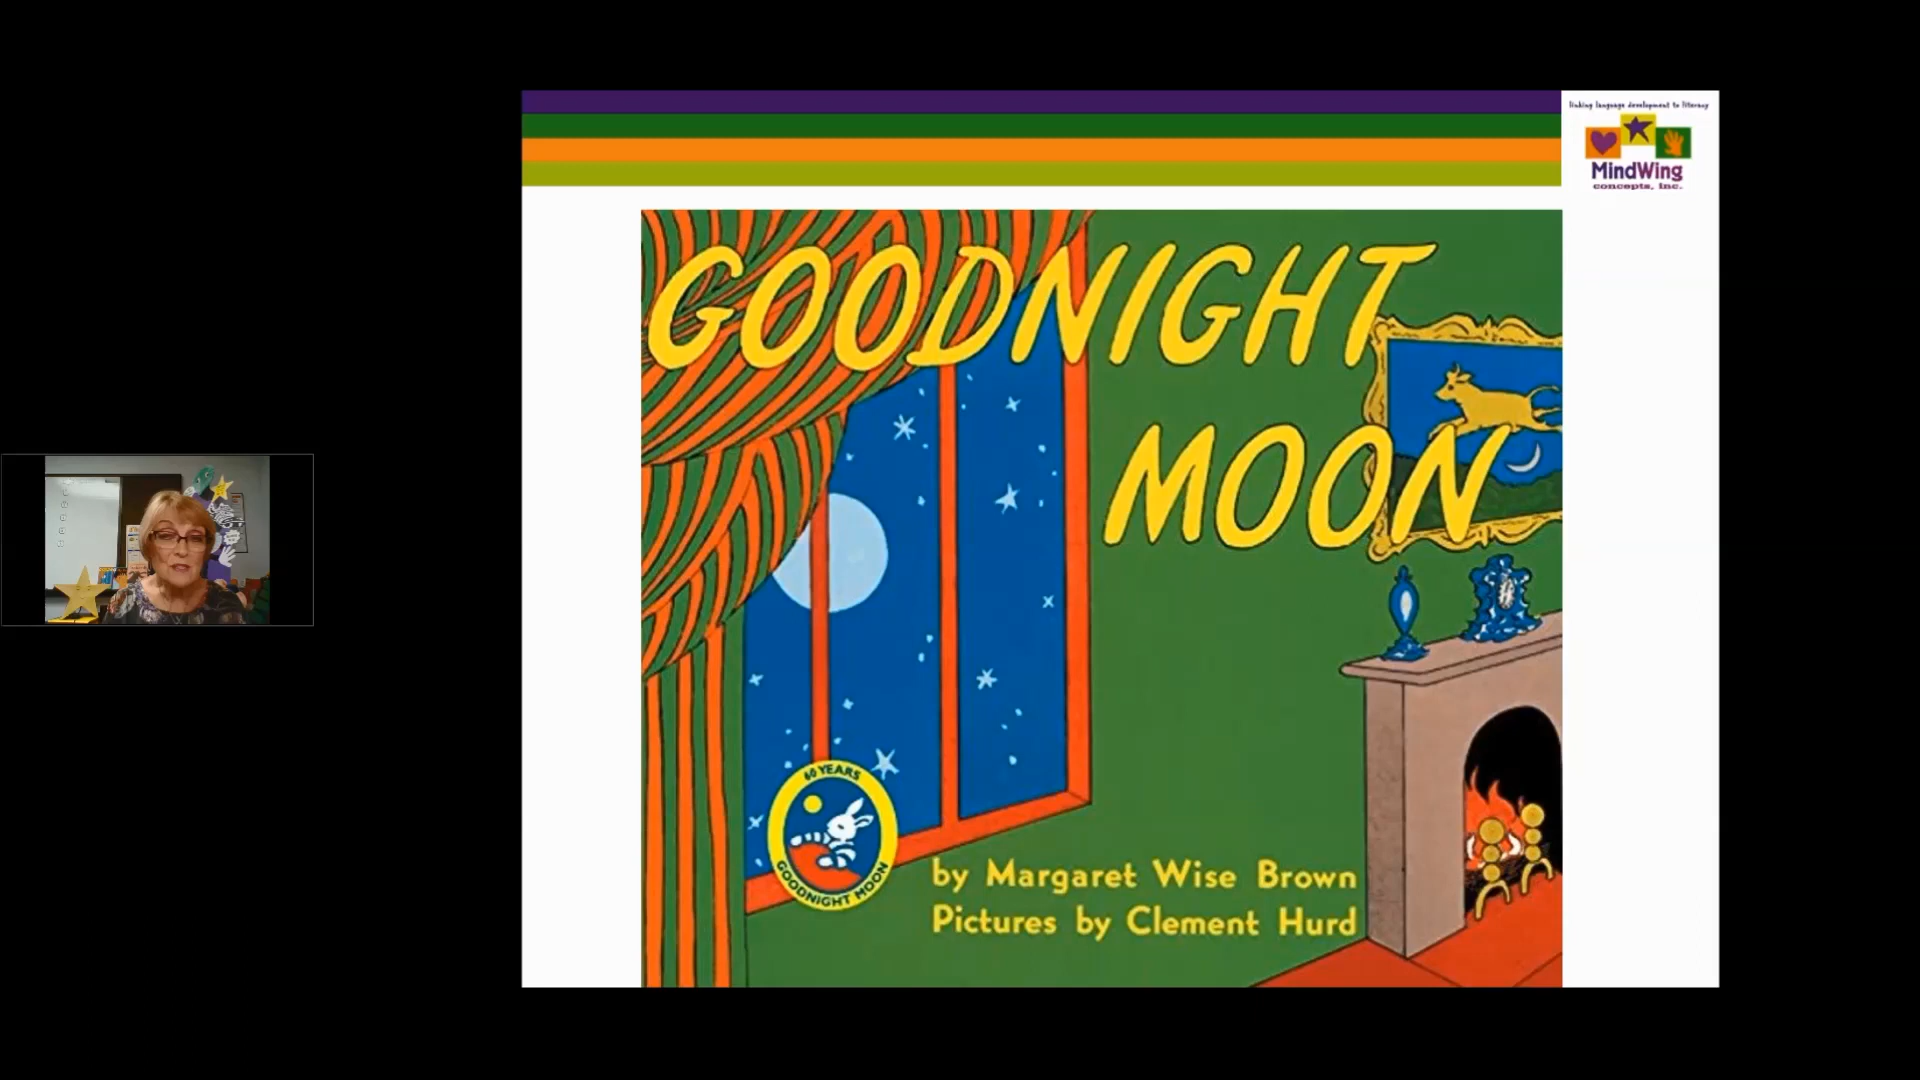 linking language development to literacy
MindWing
concepts, inc.
GOODNIGHT
MOON
60 YEARS
GOODNIGHT MOON
by Margaret Wise Brown
Pictures by Clement Hurd